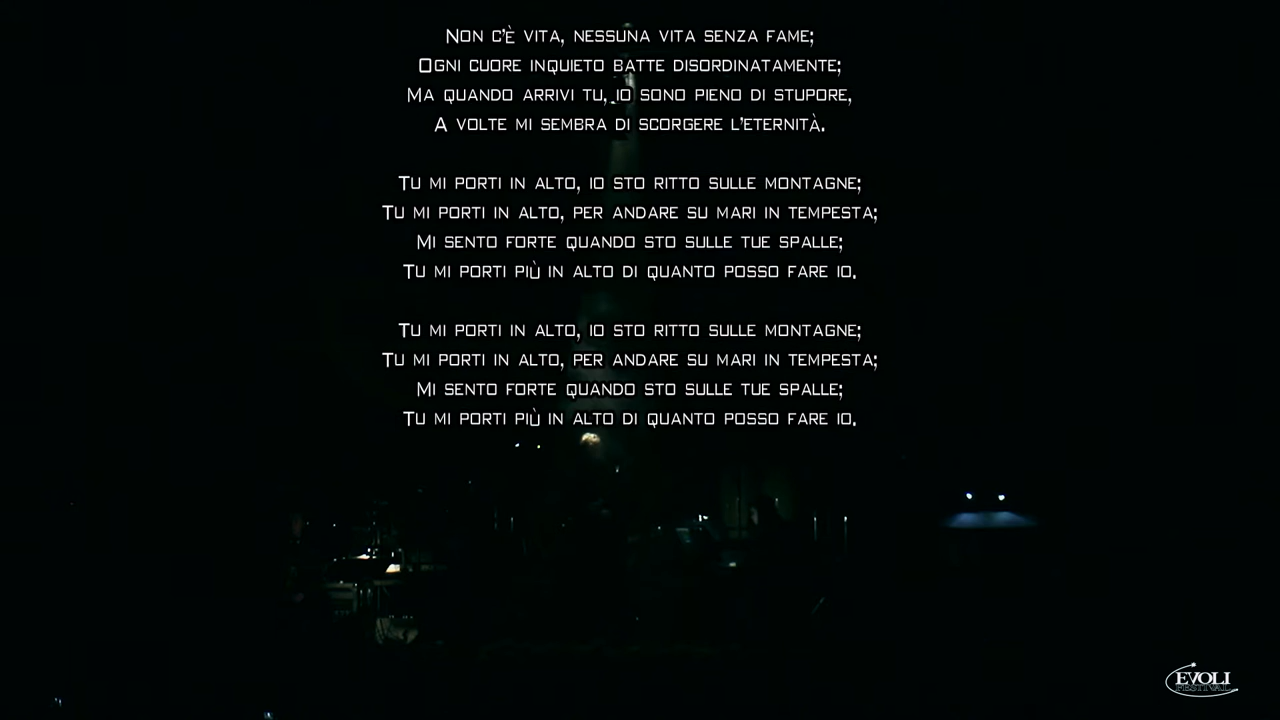 Non c'è vita, nessuna vita senza fame;
Ogni cuore inquieto batte disordinatamente;
Ma quando arrivi tu, io sono pieno di stupore,
A volte mi sembra di scorgere l'eternità.
Tu mi porti in alto, io sto ritto sulle montagne;
Tu mi porti in alto, per andare su mari in tempesta;
Mi sento forte quando sto sulle tue spalle;
Tu mi porti più in alto di quanto posso fare io.
Tu mi porti in alto, io sto ritto sulle montagne;
Tu mi porti in alto, per andare su mari in tempesta;
Mi sento forte quando sto sulle tue spalle;
Tu mi porti più in alto di quanto posso fare io.
EVOLI
FESTIVAL